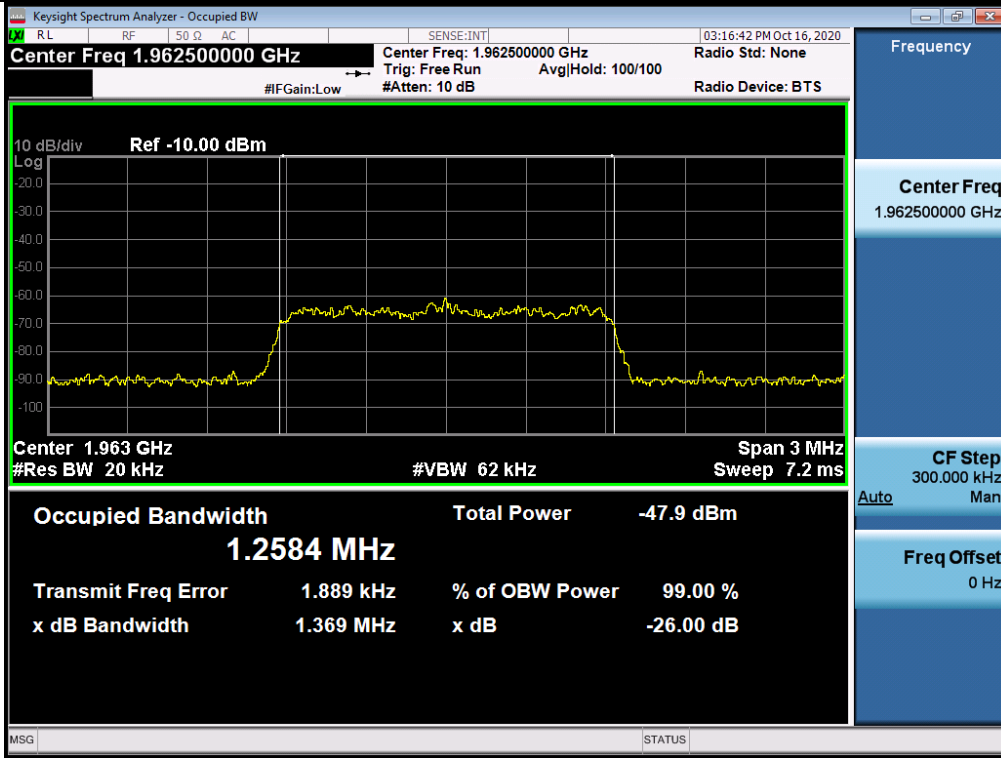 Keysight Spectrum Analyzer - Occupied BW
LXI RL RF 50 Ω AC SENSE:INT 03:16:42 PM Oct 16, 2020
Center Freq 1.962500000 GHz
Center Freq: 1.962500000 GHz Radio Std: None
Trig: Free Run Avg|Hold: 100/100
#IFGain:Low #Atten: 10 dB Radio Device: BTS
10 dB/div Ref -10.00 dBm
Log
-20.0
-30.0
-40.0
-50.0
-60.0
-70.0
-80.0
-90.0
-100
Center 1.963 GHz Span 3 MHz
#Res BW 20 kHz #VBW 62 kHz Sweep 7.2 ms
Occupied Bandwidth Total Power -47.9 dBm
1.2584 MHz
Transmit Freq Error 1.889 kHz % of OBW Power 99.00 %
x dB Bandwidth 1.369 MHz x dB -26.00 dB
MSG STATUS
Frequency
Center Freq
1.962500000 GHz
CF Step
300.000 kHz
Auto Man
Freq Offset
0 Hz